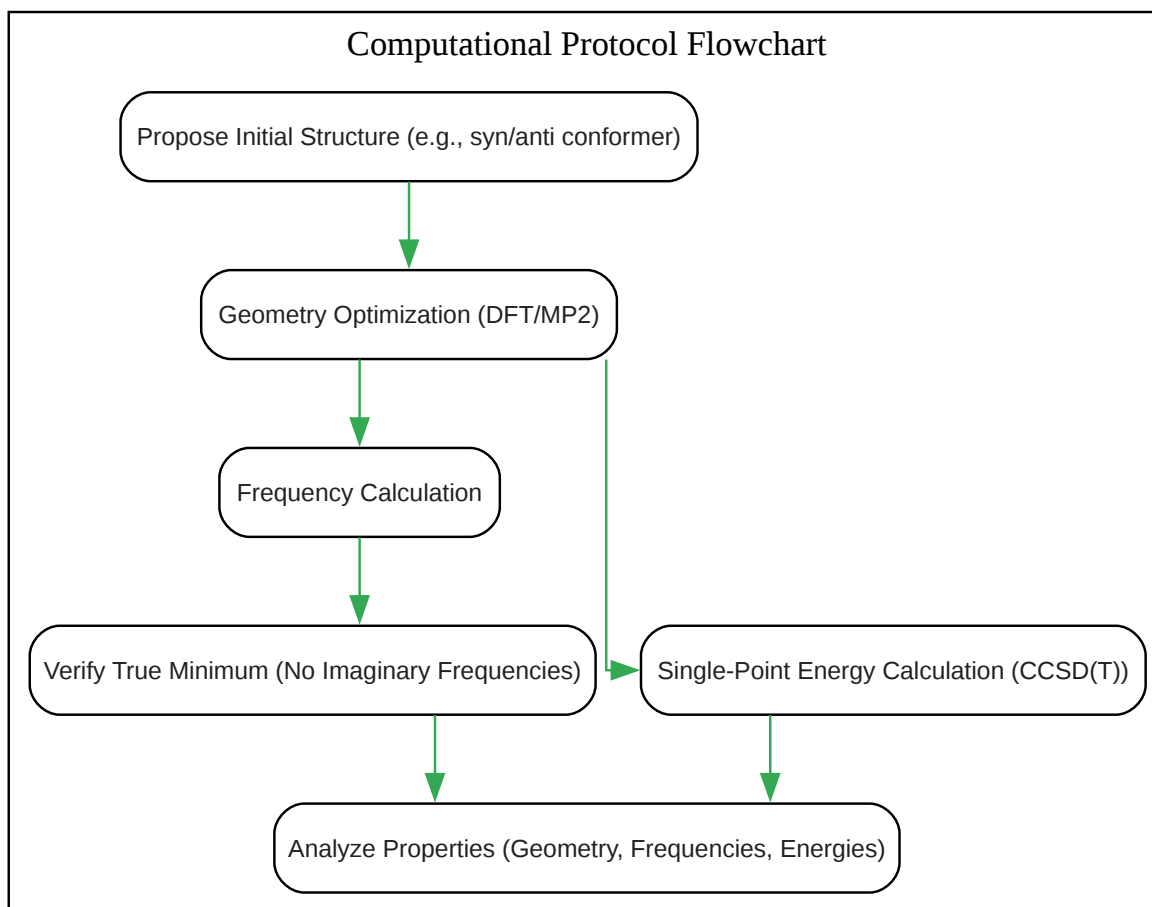 Computational Protocol Flowchart
Propose Initial Structure (e.g., syn/anti conformer)
Geometry Optimization (DFT/MP2)
Frequency Calculation
Verify True Minimum (No Imaginary Frequencies)
Single-Point Energy Calculation (CCSD(T))
Analyze Properties (Geometry, Frequencies, Energies)